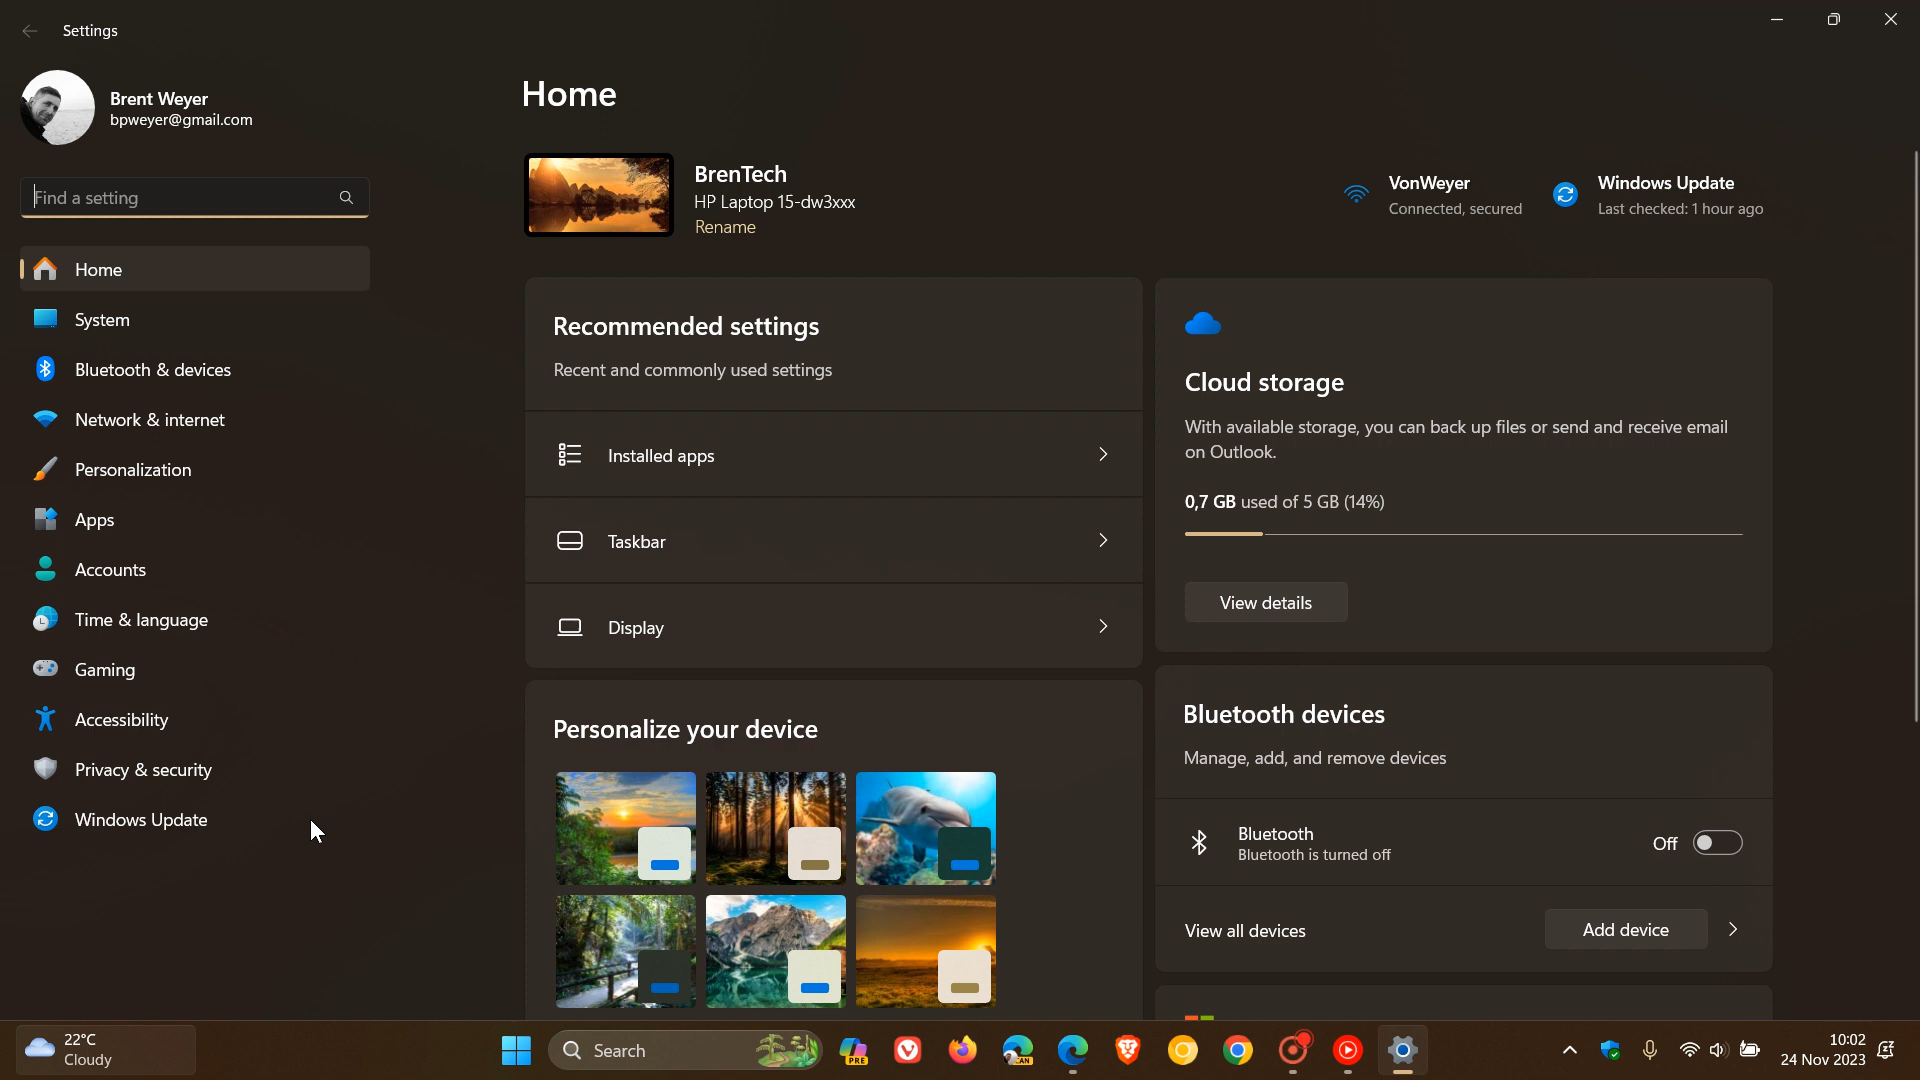 Settings
Brent Weyer
bpweyer@gmail.com
Find a setting
Home
System
Bluetooth & devices
Network & internet
Personalization
Apps
Accounts
Time & language
Gaming
Accessibility
Privacy & security
Windows Update
Home
BrenTech
HP Laptop 15-dw3xxx
Rename
VonWeyer
Connected, secured
Windows Update
Last checked: 1 hour ago
Recommended settings
Recent and commonly used settings
Installed apps
Taskbar
Display
Personalize your device
Cloud storage
With available storage, you can back up files or send and receive email
on Outlook.
0,7 GB used of 5 GB (14%)
View details
Bluetooth devices
Manage, add, and remove devices
Bluetooth
Bluetooth is turned off
Off
View all devices
Add device
22°C
Cloudy
Search
PRE
CAN
10:02
24 Nov 2023